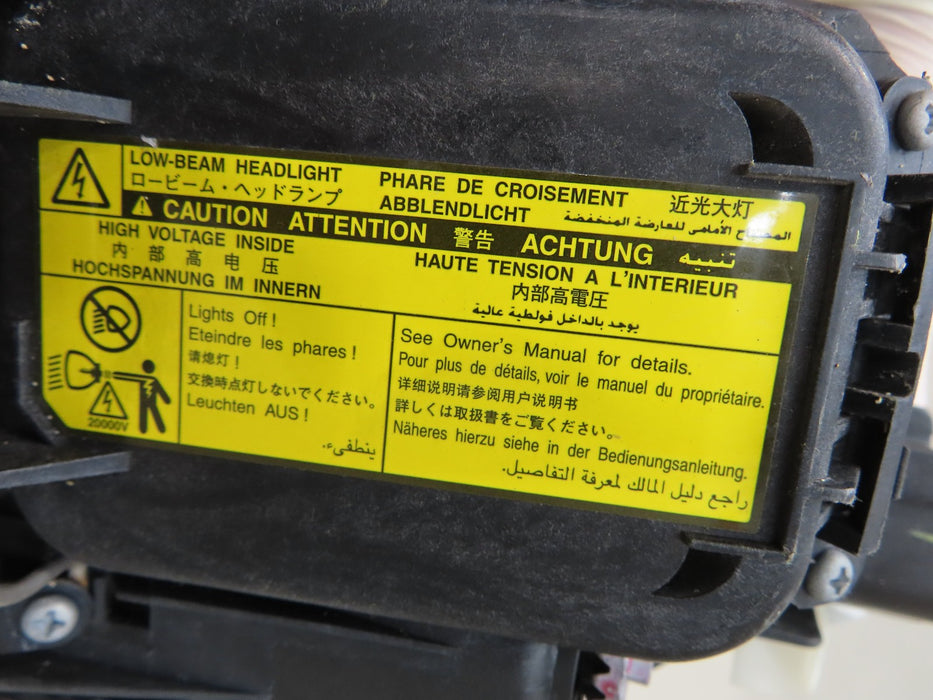 LOW-BEAM HEADLIGHT
ロービーム・ヘッドランプ
PHARE DE CROISEMENT
ABBLENDLICHT
近光大灯
المصباح الأمامي للعارضة المنخفضة
CAUTION ATTENTION 警告 ACHTUNG تنبيه
HIGH VOLTAGE INSIDE
内部高电压
HOCHSPANNUNG IM INNERN
HAUTE TENSION A L'INTERIEUR
内部高電圧
يوجد بالداخل فولطية عالية
20000V
Lights Off !
Eteindre les phares !
请熄灯 !
交換時点灯しないでください。
Leuchten AUS !
ينطفىء.
See Owner's Manual for details.
Pour plus de détails, voir le manuel du propriétaire.
详细说明请参阅用户说明书
詳しくは取扱書をご覧ください。
Näheres hierzu siehe in der Bedienungsanleitung.
راجع دليل المالك لمعرفة التفاصيل.